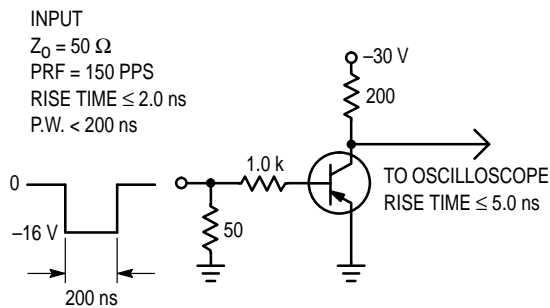 INPUT
Zo = 50 Ω
PRF = 150 PPS
RISE TIME ≤ 2.0 ns
P.W. < 200 ns
–30 V
200
1.0 k
0
TO OSCILLOSCOPE
RISE TIME ≤ 5.0 ns
50
–16 V
200 ns